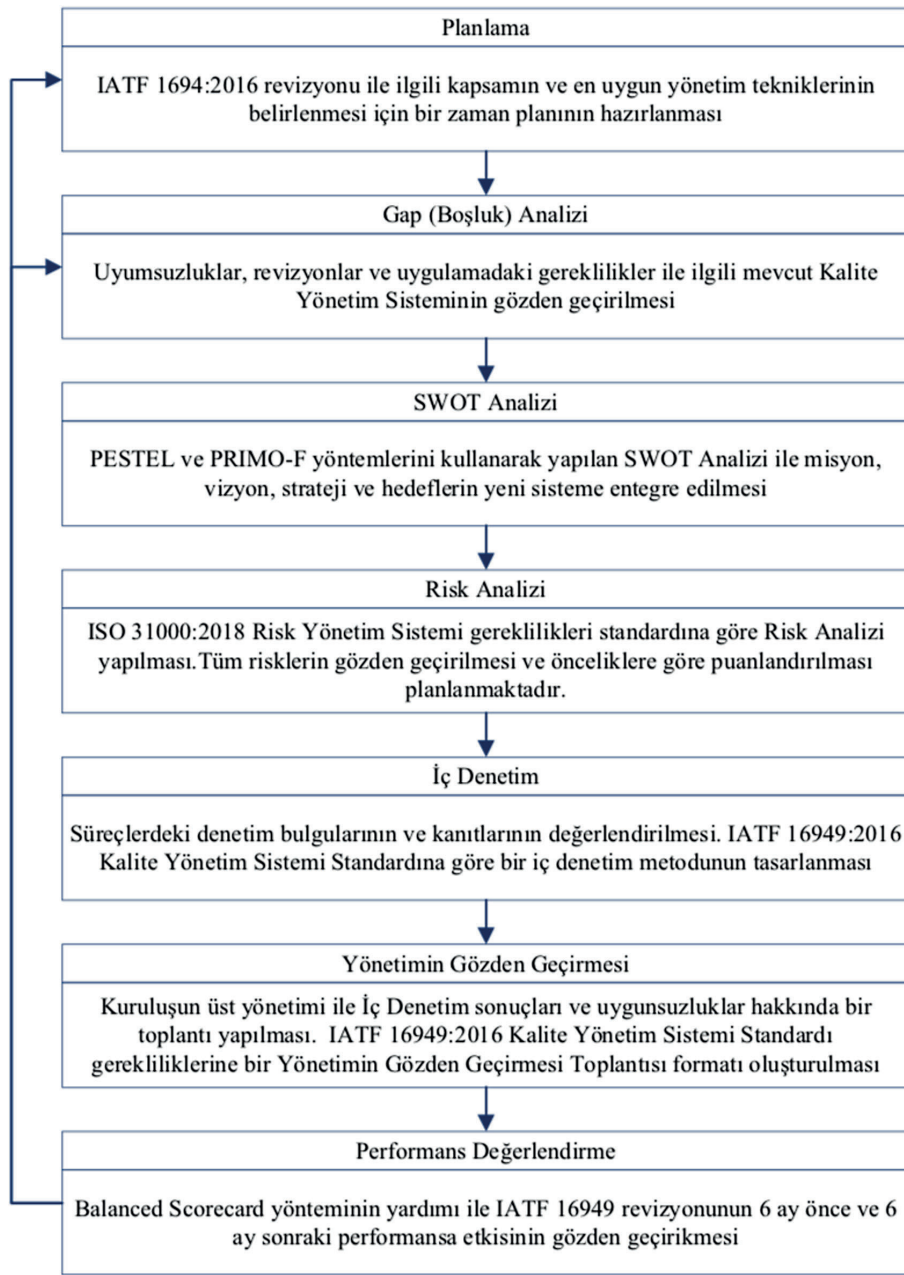 Planlama
IATF 1694:2016 revizyonu ile ilgili kapsamın ve en uygun yönetim tekniklerinin
belirlenmesi için bir zaman planının hazırlanması
Gap (Boşluk) Analizi
Uyumsuzluklar, revizyonlar ve uygulamadaki gereklilikler ile ilgili mevcut Kalite
Yönetim Sisteminin gözden geçirilmesi
SWOT Analizi
PESTEL ve PRIMO-F yöntemlerini kullanarak yapılan SWOT Analizi ile misyon,
vizyon, strateji ve hedeflerin yeni sisteme entegre edilmesi
Risk Analizi
ISO 31000:2018 Risk Yönetim Sistemi gereklilikleri standardına göre Risk Analizi
yapılması.Tüm risklerin gözden geçirilmesi ve önceliklere göre puanlandırılması
planlanmaktadır.
İç Denetim
Süreçlerdeki denetim bulgularının ve kanıtlarının değerlendirilmesi. IATF 16949:2016
Kalite Yönetim Sistemi Standardına göre bir iç denetim metodunun tasarlanması
Yönetimin Gözden Geçirmesi
Kuruluşun üst yönetimi ile İç Denetim sonuçları ve uygunsuzluklar hakkında bir
toplantı yapılması.  IATF 16949:2016 Kalite Yönetim Sistemi Standardı
gerekliliklerine bir Yönetimin Gözden Geçirmesi Toplantısı formatı oluşturulması
Performans Değerlendirme
Balanced Scorecard yönteminin yardımı ile IATF 16949 revizyonunun 6 ay önce ve 6
ay sonraki performansa etkisinin gözden geçirikmesi